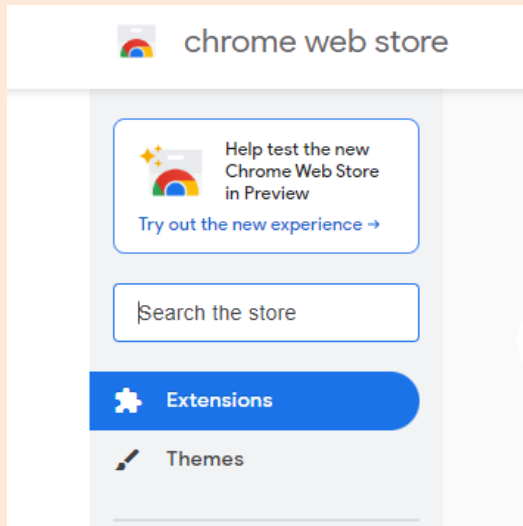 chrome web store
Help test the new
Chrome Web Store
in Preview
Try out the new experience →
Search the store
Extensions
Themes